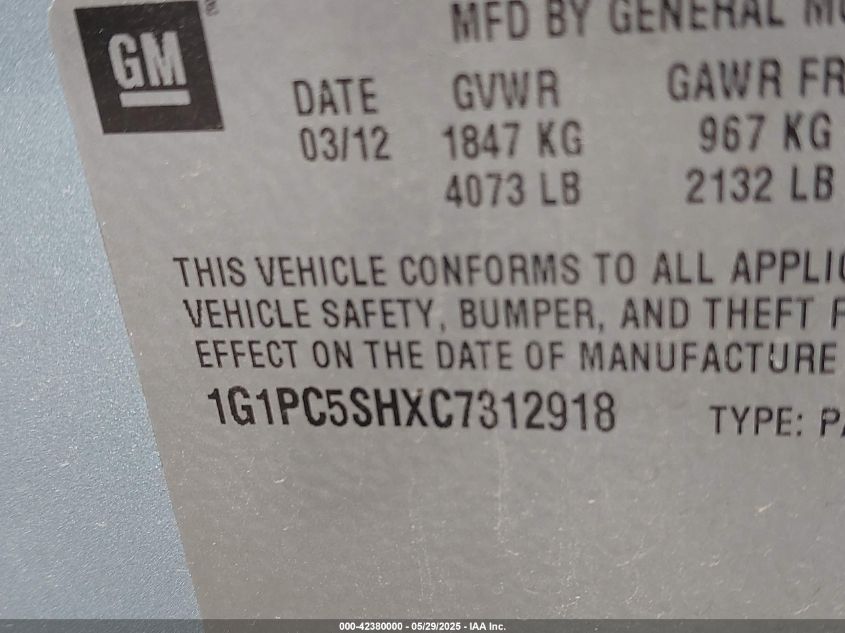 GM
MFD BY GENERAL
DATE GVWR GAWR FR
03/12 1847 KG 967 KG
4073 LB 2132 LB
THIS VEHICLE CONFORMS TO ALL
VEHICLE SAFETY, BUMPER, AND THEFT
EFFECT ON THE DATE OF MANUFACTURE
1G1PC5SHXC7312918 TYPE:
000-42380000 - 05/29/2025 - IAA Inc.